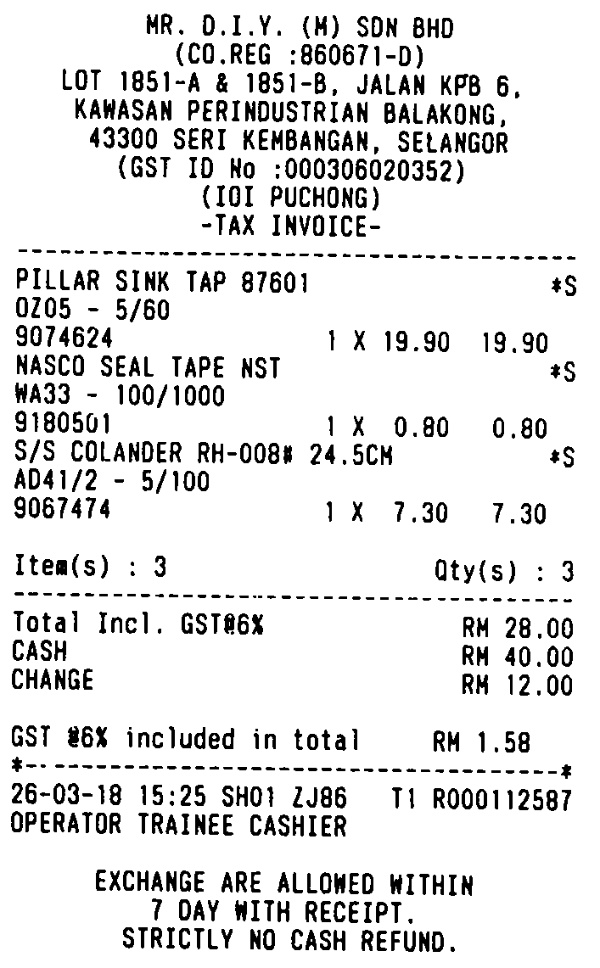 MR. D.I.Y. (M) SDN BHD
(CO.REG :860671-D)
LOT 1851-A & 1851-B, JALAN KPB 6,
KAWASAN PERINDUSTRIAN BALAKONG,
43300 SERI KEMBANGAN, SELANGOR
(GST ID No :000306020352)
(IOI PUCHONG)
-TAX INVOICE-
PILLAR SINK TAP 87601 *S
OZ05 - 5/60
9074624 1 X 19.90 19.90
NASCO SEAL TAPE NST *S
WA33 - 100/1000
9180501 1 X 0.80 0.80
S/S COLANDER RH-008# 24.5CM *S
AD41/2 - 5/100
9067474 1 X 7.30 7.30
Item(s) : 3 Qty(s) : 3
Total Incl. GST@6% RM 28.00
CASH RM 40.00
CHANGE RM 12.00
GST @6% included in total RM 1.58
26-03-18 15:25 SH01 ZJ86 T1 R000112587
OPERATOR TRAINEE CASHIER
EXCHANGE ARE ALLOWED WITHIN
7 DAY WITH RECEIPT.
STRICTLY NO CASH REFUND.